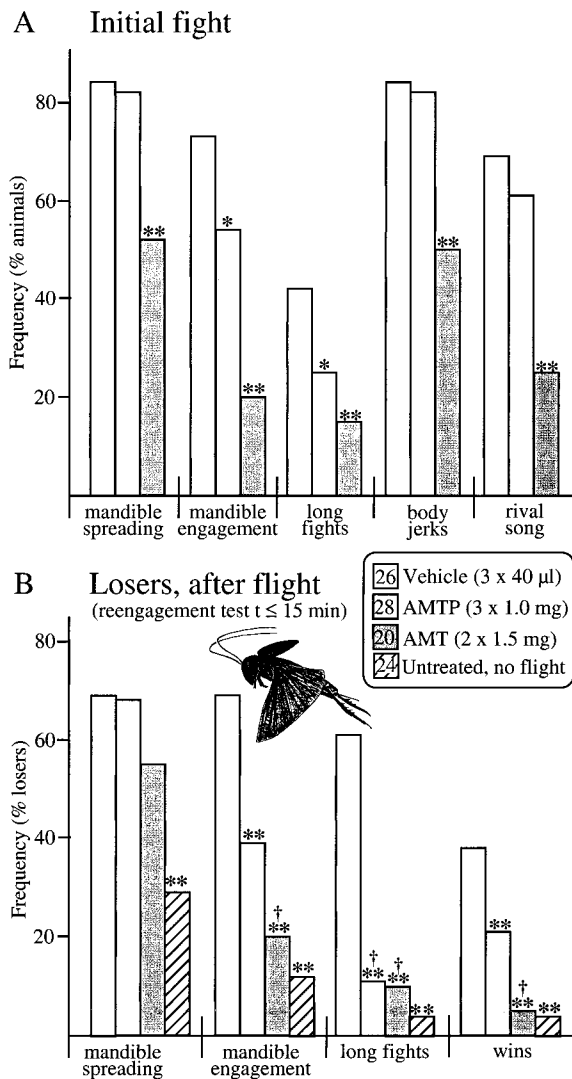 A Initial fight
Frequency (% animals)
80
60
40
20
**
*
**
*
**
**
**
mandible
spreading
mandible
engagement
long
fights
body
jerks
rival
song
26 Vehicle (3 x 40 µl)
28 AMTP (3 x 1.0 mg)
20 AMT (2 x 1.5 mg)
24 Untreated, no flight
B Losers, after flight
(reengagement test t ≤ 15 min)
Frequency (% losers)
80
60
40
20
**
**
†
**
**
†
**
†
**
**
**
†
**
**
mandible
spreading
mandible
engagement
long fights
wins